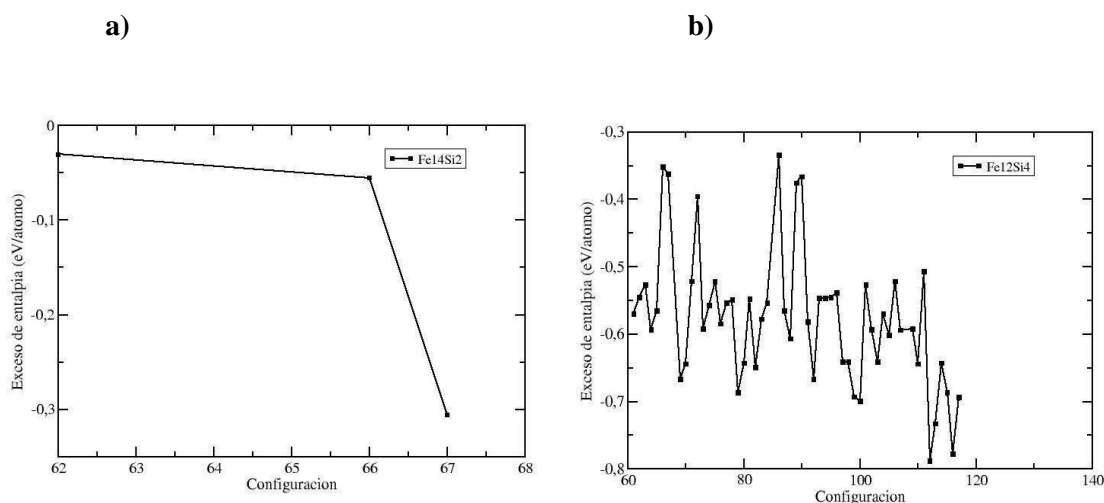 a)
b)
0
-0,1
-0,2
-0,3
Exceso de entalpia (eV/atomo)
Fe14Si2
62 63 64 65 66 67 68
Configuracion
-0,3
-0,4
-0,5
-0,6
-0,7
-0,8
Exceso de entalpia (eV/atomo)
Fe12Si4
60 80 100 120 140
Configuracion